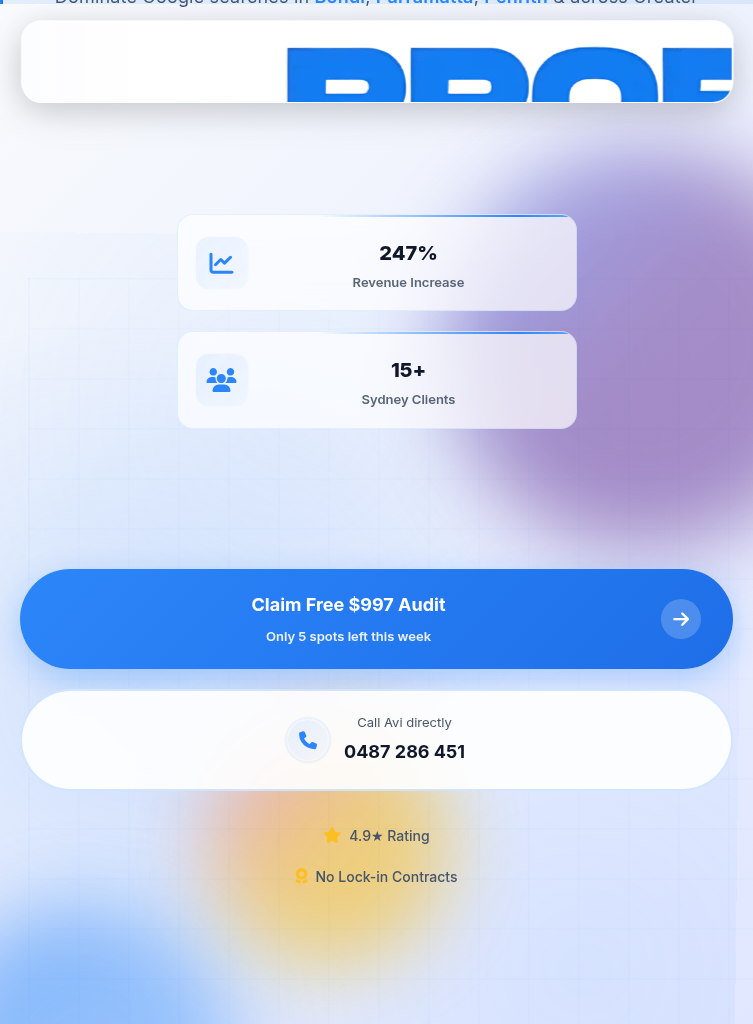 Dominate Google searches in Bondi, Parramatta, Penrith & across Greater
247%
Revenue Increase
15+
Sydney Clients
Claim Free $997 Audit
Only 5 spots left this week
Call Avi directly
0487 286 451
4.9★ Rating
No Lock-in Contracts